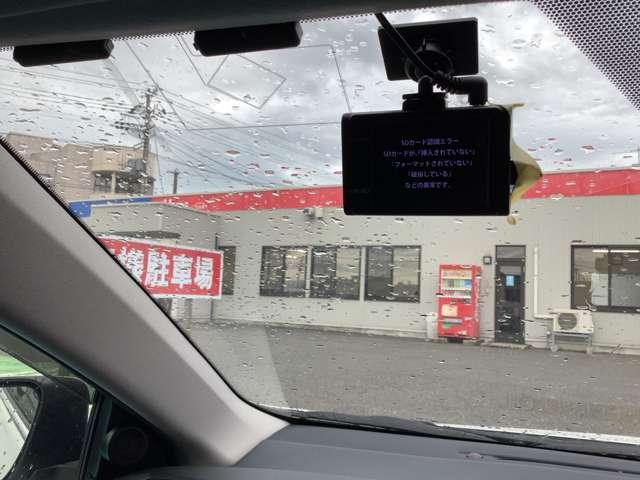 SDカード認識エラー
SDカードが、「挿入されていない」
「フォーマットされていない」
「破損している」
などの異常です。
様駐車場